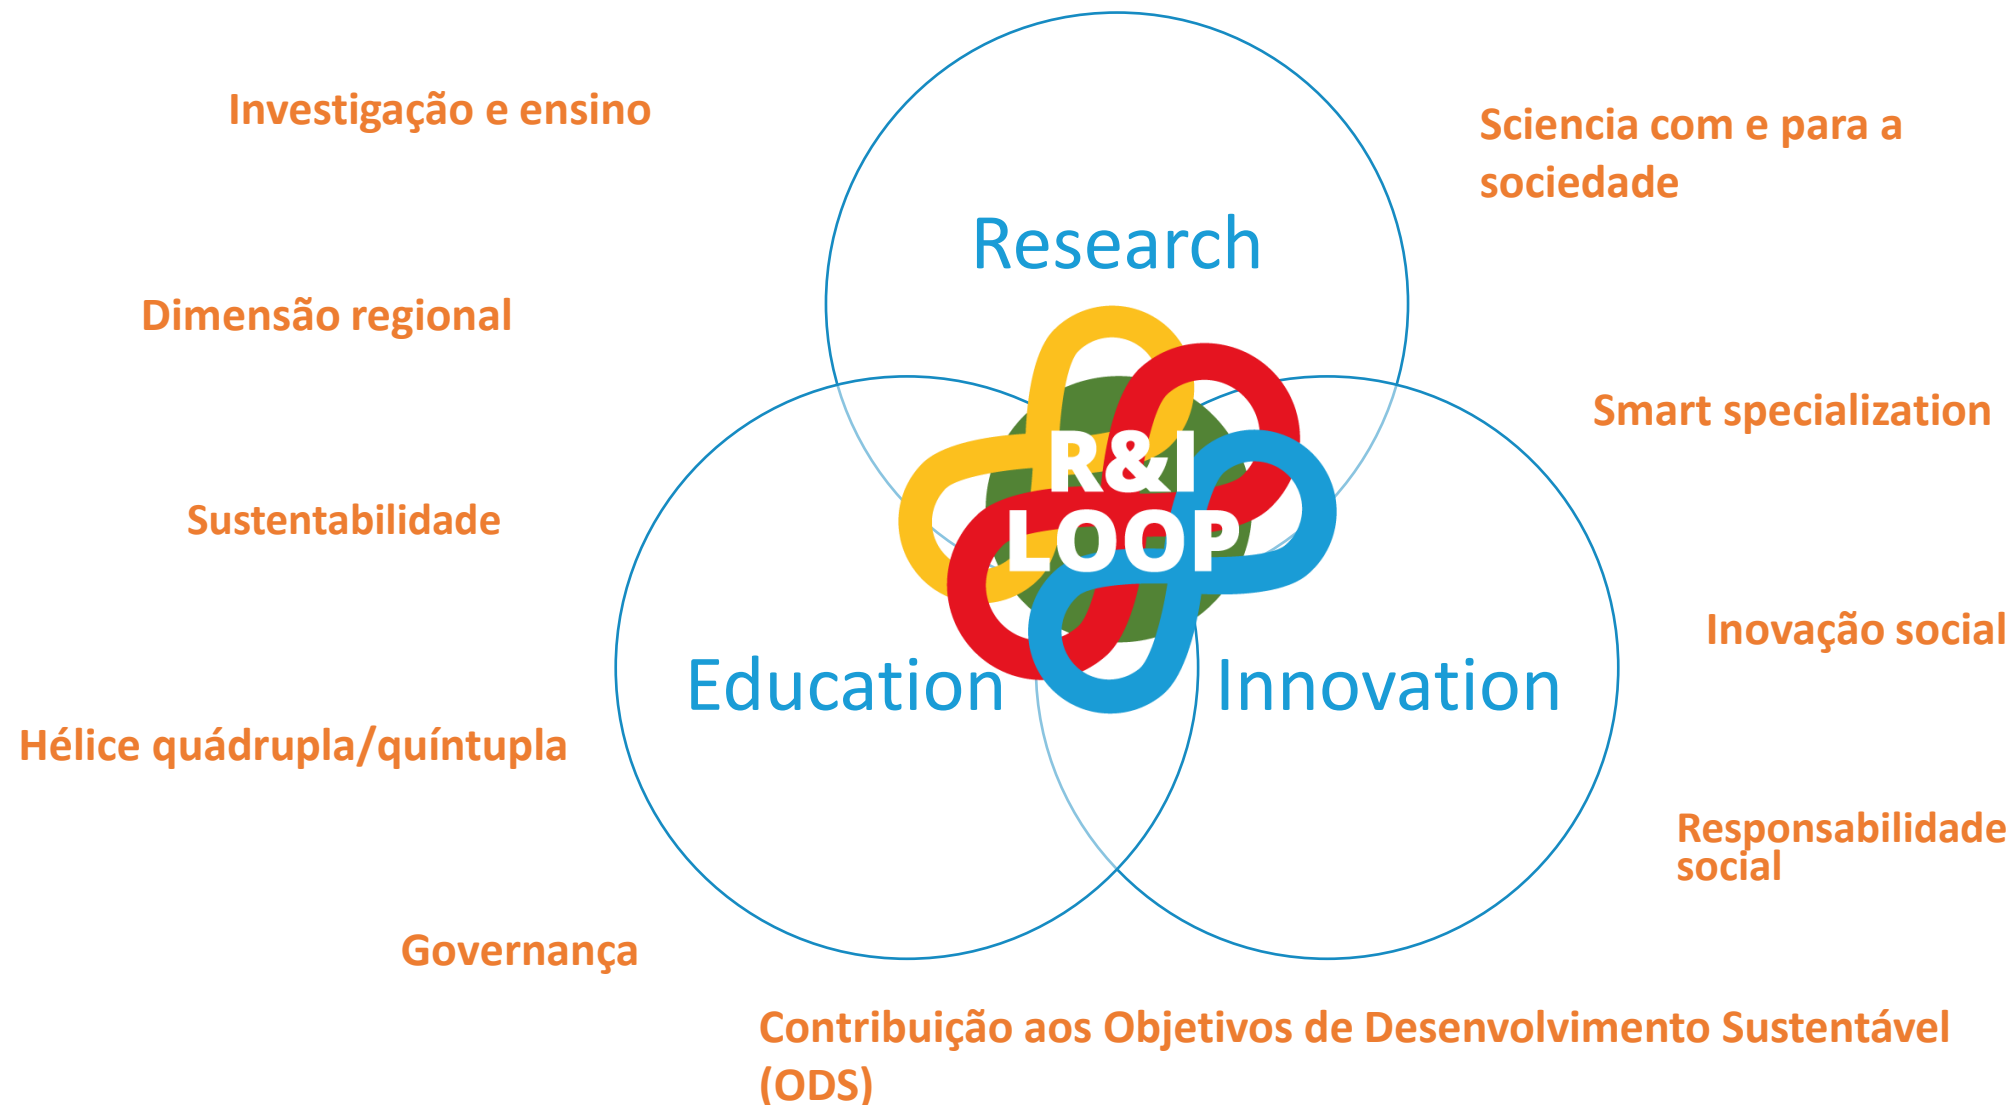 Investigação e ensino
Sciencia com e para a
sociedade
Research
Dimensão regional
Smart specialization
R&I
LOOP
Sustentabilidade
Inovação social
Education
Innovation
Hélice quádrupla/quíntupla
Responsabilidade
social
Governança
Contribuição aos Objetivos de Desenvolvimento Sustentável
(ODS)